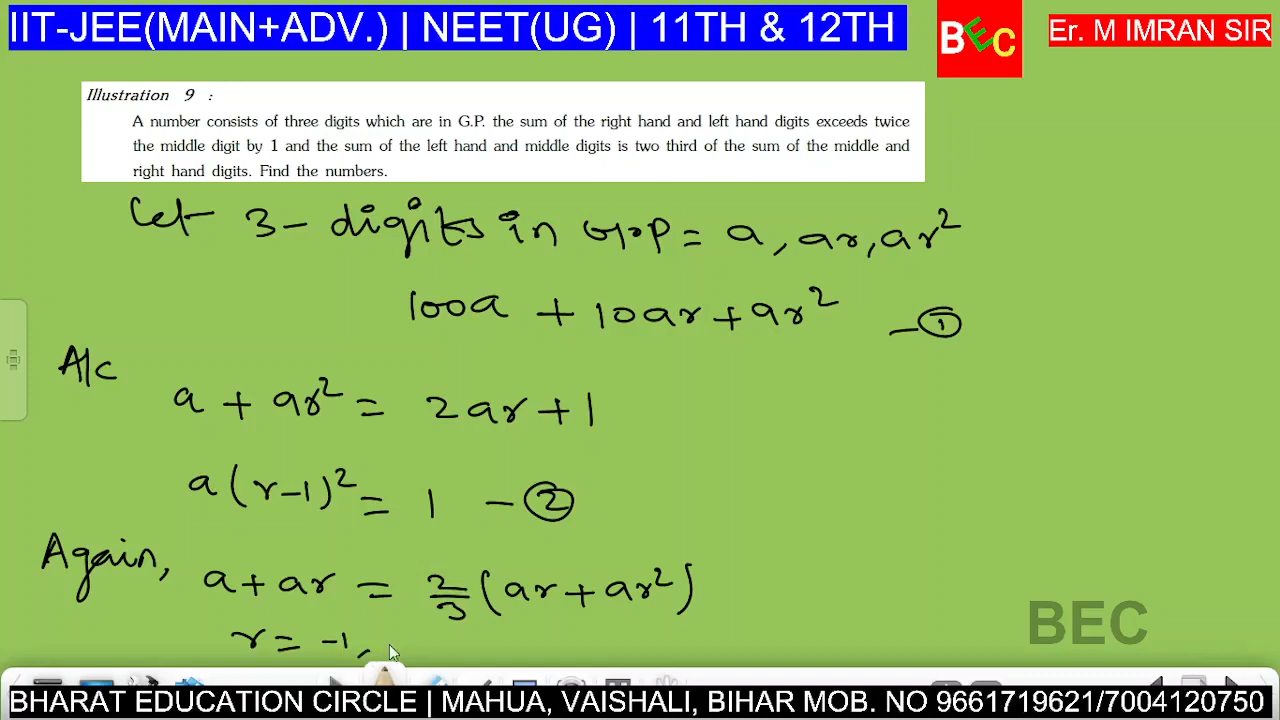 IIT-JEE(MAIN+ADV.) | NEET(UG) | 11TH & 12TH
BEC
Er. M IMRAN SIR
Illustration 9 :
A number consists of three digits which are in G.P. the sum of the right hand and left hand digits exceeds twice
the middle digit by 1 and the sum of the left hand and middle digits is two third of the sum of the middle and
right hand digits. Find the numbers.
Let 3-digits in G.P = a, ar, ar²
100a + 10ar + ar² - ①
A/c
a + ar² = 2ar + 1
a(r-1)² = 1 - ②
Again, a + ar = 2/3 (ar + ar²)
r = -1,
BEC
BHARAT EDUCATION CIRCLE | MAHUA, VAISHALI, BIHAR MOB. NO 9661719621/7004120750